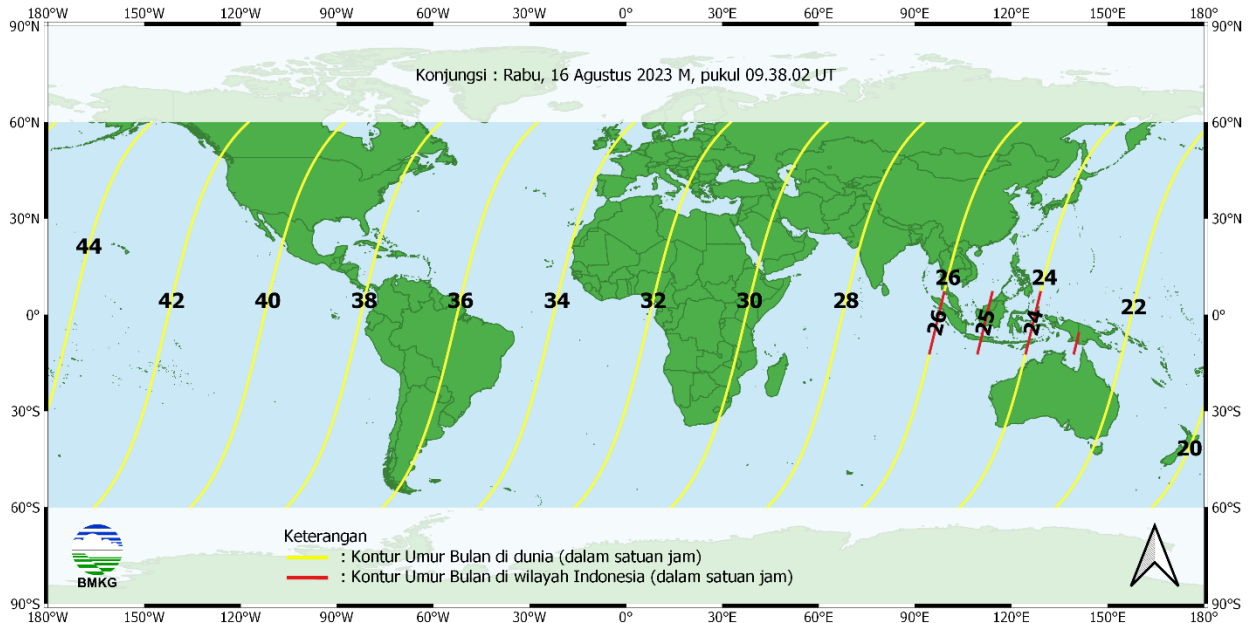 180°W 150°W 120°W 90°W 60°W 30°W 0° 30°E 60°E 90°E 120°E 150°E 180°E
90°N 90°N
Konjungsi : Rabu, 16 Agustus 2023 M, pukul 09.38.02 UT
60°N 60°N
30°N 30°N
44
26 24
42 40 38 36 34 32 30 28 22
0° 26 25 24 0°
30°S 30°S
20
60°S 60°S
Keterangan
: Kontur Umur Bulan di dunia (dalam satuan jam)
: Kontur Umur Bulan di wilayah Indonesia (dalam satuan jam)
BMKG
90°S 90°S
180°W 150°W 120°W 90°W 60°W 30°W 0° 30°E 60°E 90°E 120°E 150°E 180°E